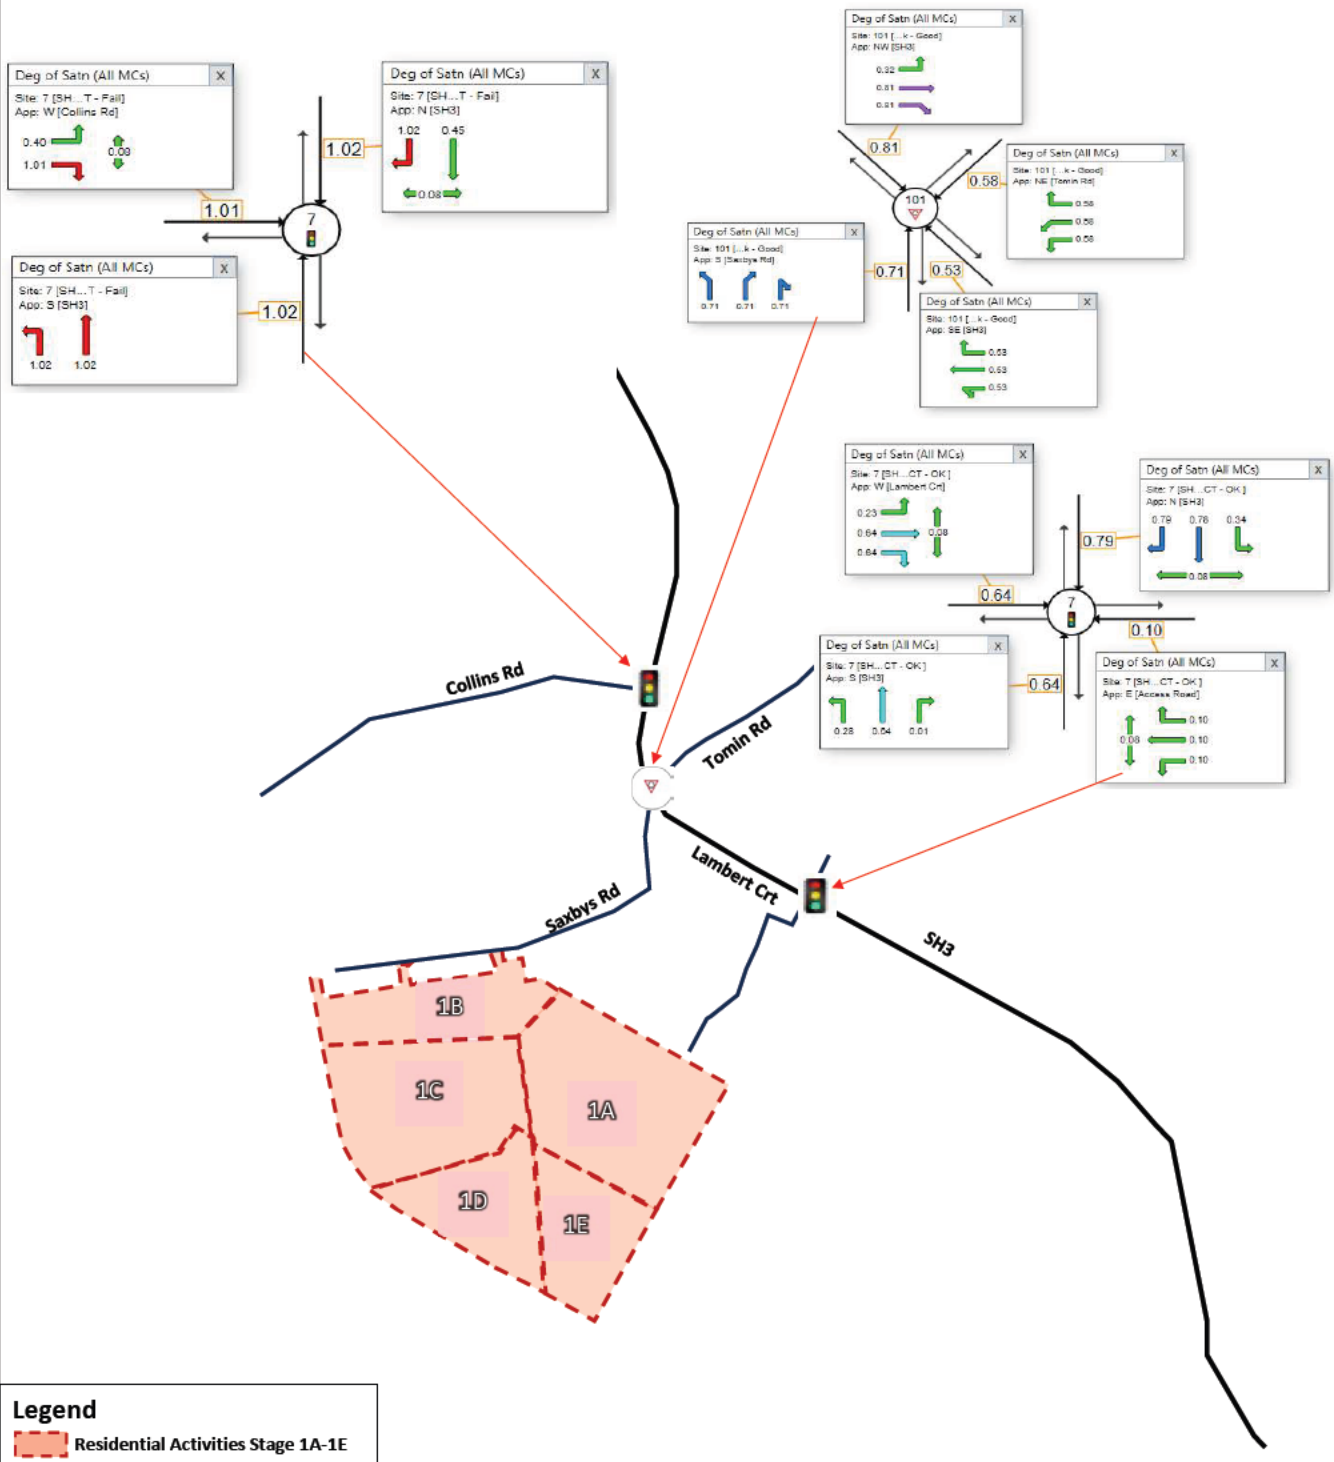 Deg of Satn (All MCs) X
Site: 7 [SH...T - Fail]
App: W [Collins Rd]
0.40
0.08
1.01
1.01
Deg of Satn (All MCs) X
Site: 7 [SH...T - Fail]
App: N [SH3]
1.02 0.45
0.08
1.02
7
Deg of Satn (All MCs) X
Site: 7 [SH...T - Fail]
App: S [SH3]
1.02 1.02
1.02
Deg of Satn (All MCs) X
Site: 101 [...k - Good]
App: NW [SH3]
0.32
0.81
0.81
0.81
Deg of Satn (All MCs) X
Site: 101 [...k - Good]
App: NE [Tomin Rd]
0.58
0.58
0.58
0.58
101
Deg of Satn (All MCs) X
Site: 101 [...k - Good]
App: S [Saxbys Rd]
0.71 0.71 0.71
0.71
0.53
Deg of Satn (All MCs) X
Site: 101 [...k - Good]
App: SE [SH3]
0.53
0.53
0.53
Deg of Satn (All MCs) X
Site: 7 [SH...CT - OK ]
App: W [Lambert Crt]
0.23
0.64 0.08
0.64
0.64
Deg of Satn (All MCs) X
Site: 7 [SH...CT - OK ]
App: N [SH3]
0.79 0.78 0.34
0.08
0.79
7
0.10
Deg of Satn (All MCs) X
Site: 7 [SH...CT - OK ]
App: S [SH3]
0.28 0.64 0.01
0.64
Deg of Satn (All MCs) X
Site: 7 [SH...CT - OK ]
App: E [Access Road]
0.10
0.08 0.10
0.10
Collins Rd
Tomin Rd
Lambert Crt
Saxbys Rd
SH3
1B
1C
1A
1D
1E
Legend
Residential Activities Stage 1A-1E